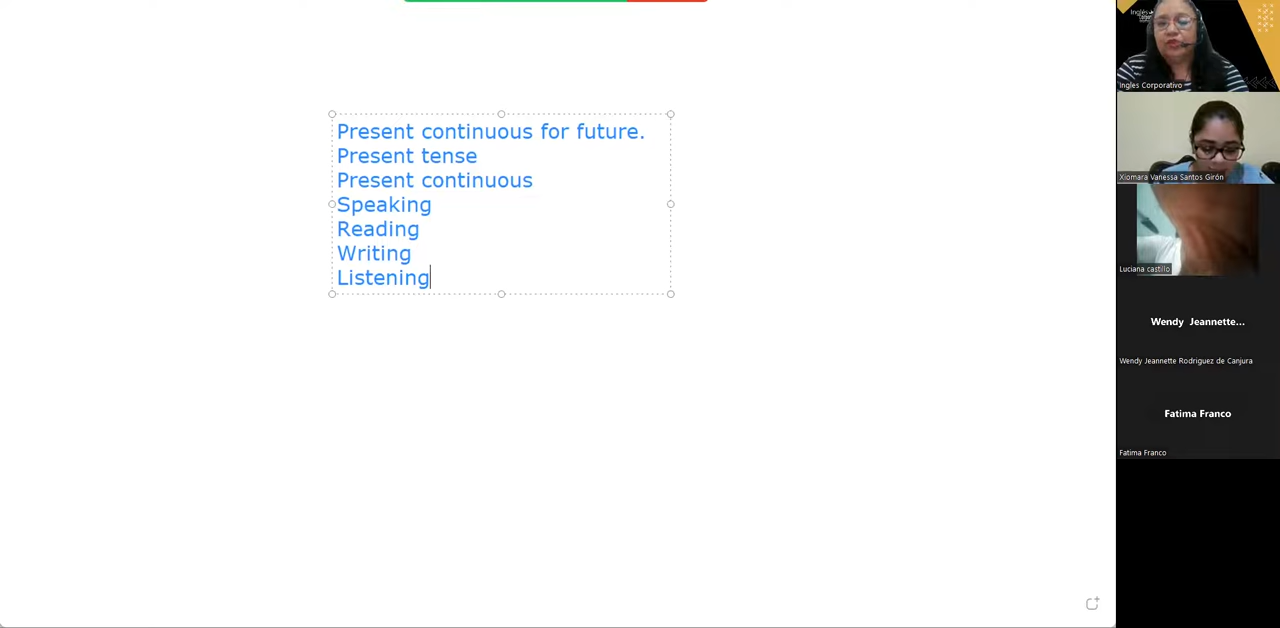 Present continuous for future.
Present tense
Present continuous
Speaking
Reading
Writing
Listening
Ingles Corporativo
Xiomara Vanessa Santos Girón
Luciana castillo
Wendy Jeannette...
Wendy Jeannette Rodriguez de Canjura
Fatima Franco
Fatima Franco